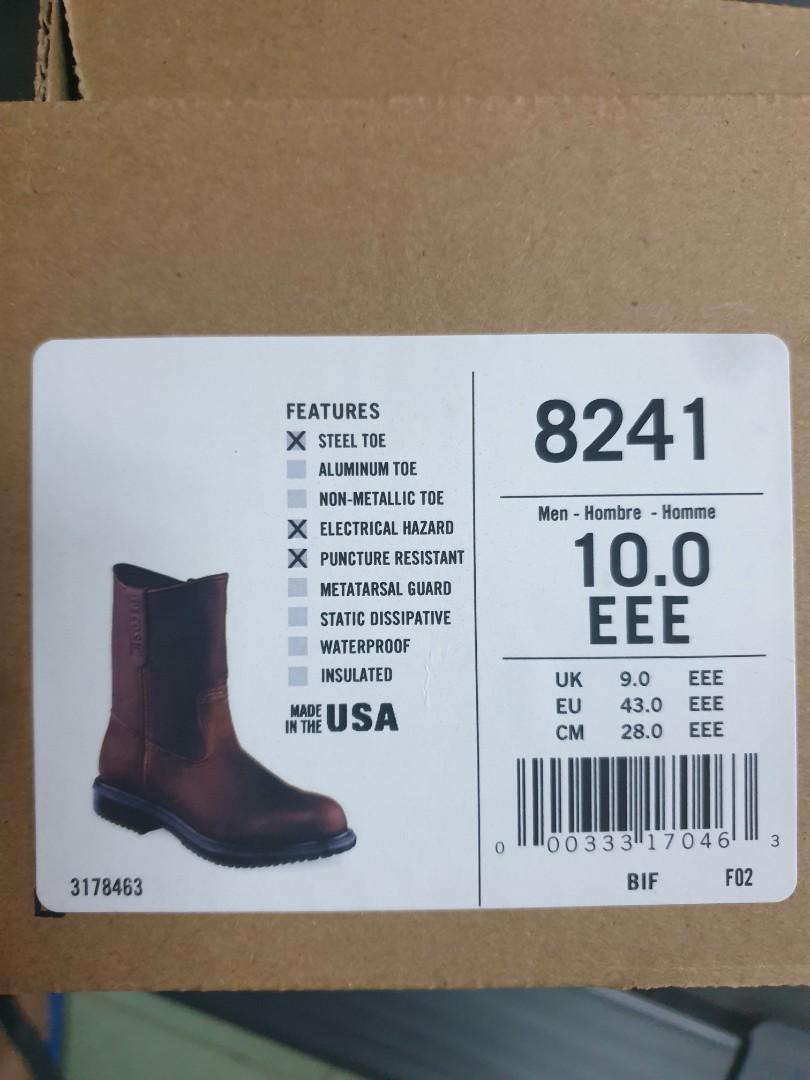 FEATURES
STEEL TOE
ALUMINUM TOE
NON-METALLIC TOE
ELECTRICAL HAZARD
PUNCTURE RESISTANT
METATARSAL GUARD
STATIC DISSIPATIVE
WATERPROOF
INSULATED
MADE
IN THE USA
3178463
8241
Men - Hombre - Homme
10.0
EEE
UK 9.0 EEE
EU 43.0 EEE
CM 28.0 EEE
0 00333 17046 3
BIF F02